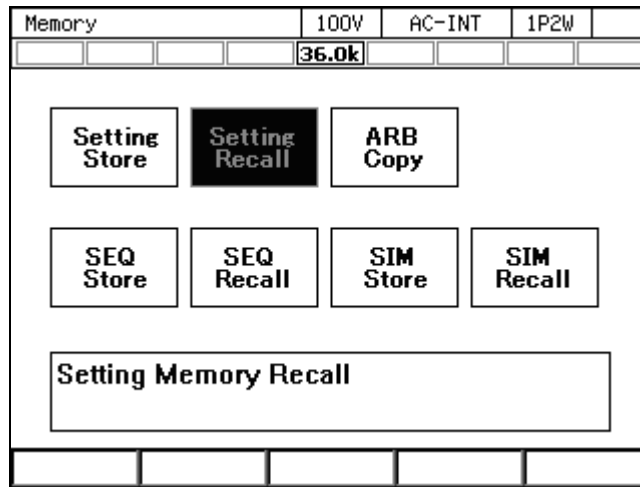 Memory 100V AC-INT 1P2W
36.0k
Setting Store
Setting Recall
ARB Copy
SEQ Store
SEQ Recall
SIM Store
SIM Recall
Setting Memory Recall